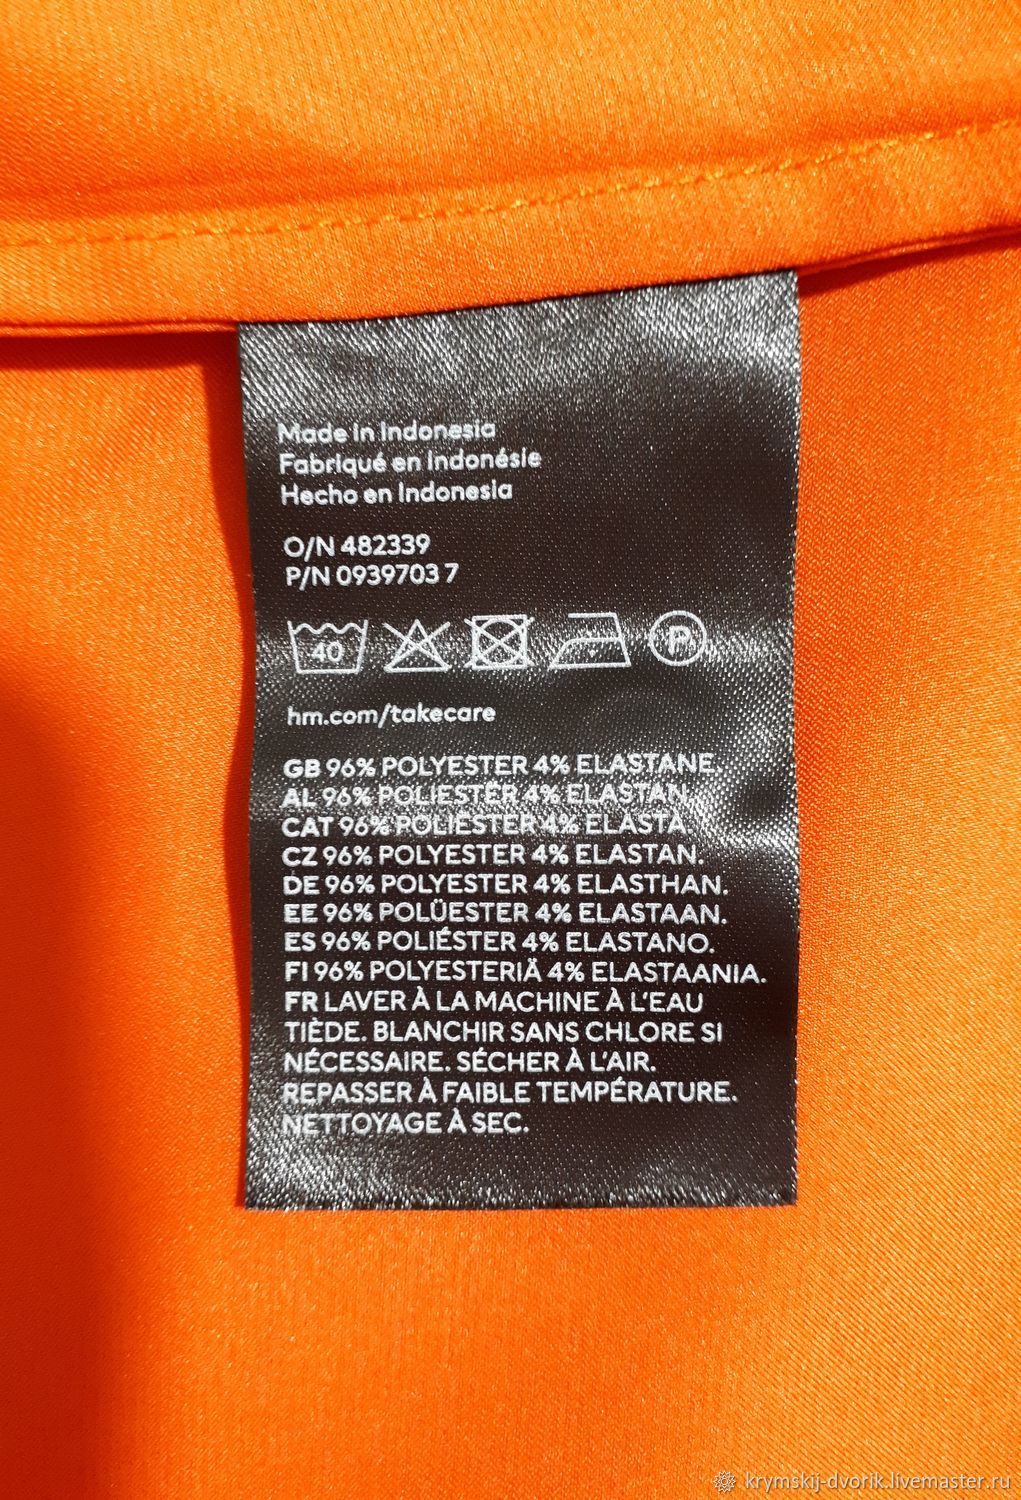 Made in Indonesia
Fabriqué en Indonésie
Hecho en Indonesia
O/N 482339
P/N 0939703 7
40
P
hm.com/takecare
GB 96% POLYESTER 4% ELASTANE.
AL 96% POLIESTËR 4% ELASTAN.
CAT 96% POLIÈSTER 4% ELASTÀ
CZ 96% POLYESTER 4% ELASTAN.
DE 96% POLYESTER 4% ELASTHAN.
EE 96% POLÜESTER 4% ELASTAAN.
ES 96% POLIÉSTER 4% ELASTANO.
FI 96% POLYESTERIÄ 4% ELASTAANIA.
FR LAVER À LA MACHINE À L'EAU
TIÈDE. BLANCHIR SANS CHLORE SI
NÉCESSAIRE. SÉCHER À L'AIR.
REPASSER À FAIBLE TEMPÉRATURE.
NETTOYAGE À SEC.
krymskij-dvorik.livemaster.ru